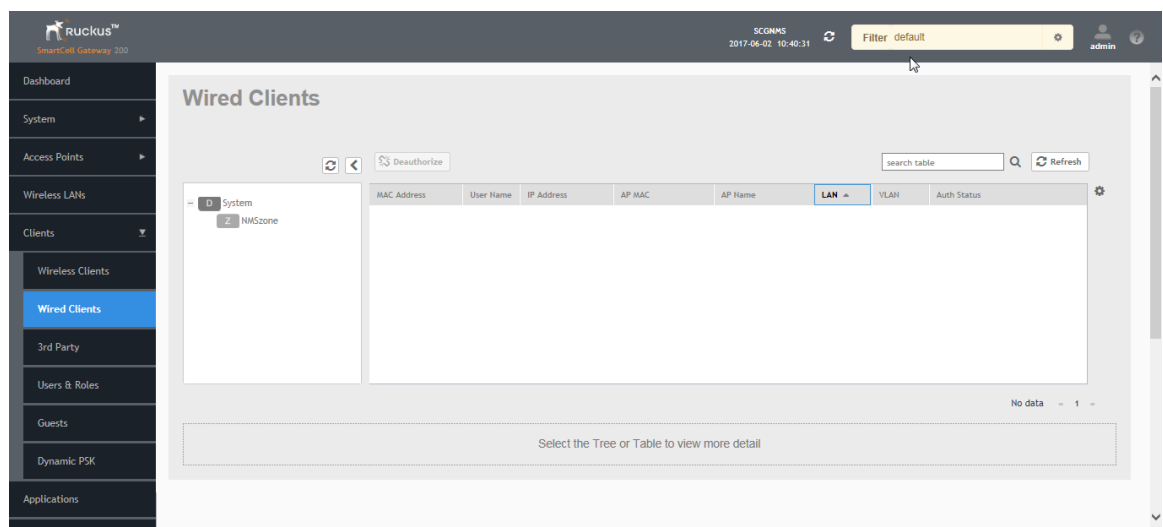 Ruckus™
SmartCell Gateway 200
SCGNMS
2017-06-02 10:40:31
Filter default
admin
Dashboard
System
Access Points
Wireless LANs
Clients
Wireless Clients
Wired Clients
3rd Party
Users & Roles
Guests
Dynamic PSK
Applications
Wired Clients
Deauthorize
search table
Refresh
D System
Z NMSzone
MAC Address User Name IP Address AP MAC AP Name LAN VLAN Auth Status
No data 1
Select the Tree or Table to view more detail